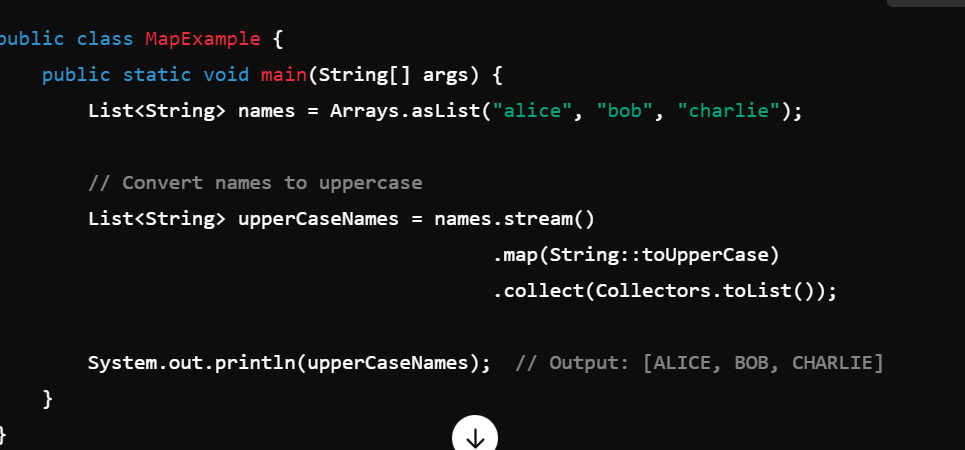 public class MapExample {
public static void main(String[] args) {
List<String> names = Arrays.asList("alice", "bob", "charlie");
// Convert names to uppercase
List<String> upperCaseNames = names.stream()
.map(String::toUpperCase)
.collect(Collectors.toList());
System.out.println(upperCaseNames);  // Output: [ALICE, BOB, CHARLIE]
}
}